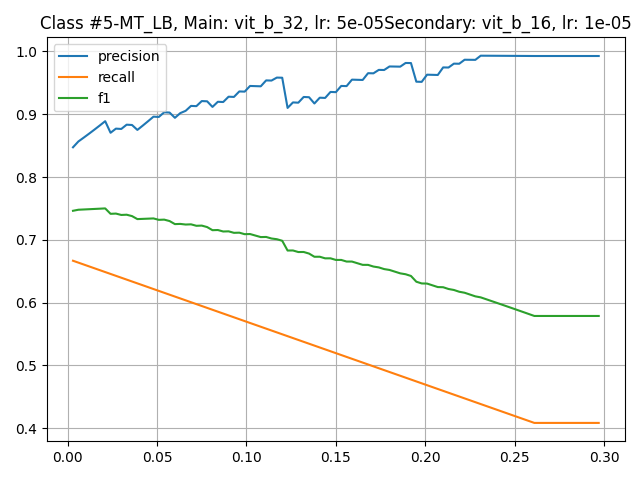 Class #5-MT_LB, Main: vit_b_32, lr: 5e-05Secondary: vit_b_16, lr: 1e-05
precision
recall
f1
1.0
0.9
0.8
0.7
0.6
0.5
0.4
0.00 0.05 0.10 0.15 0.20 0.25 0.30